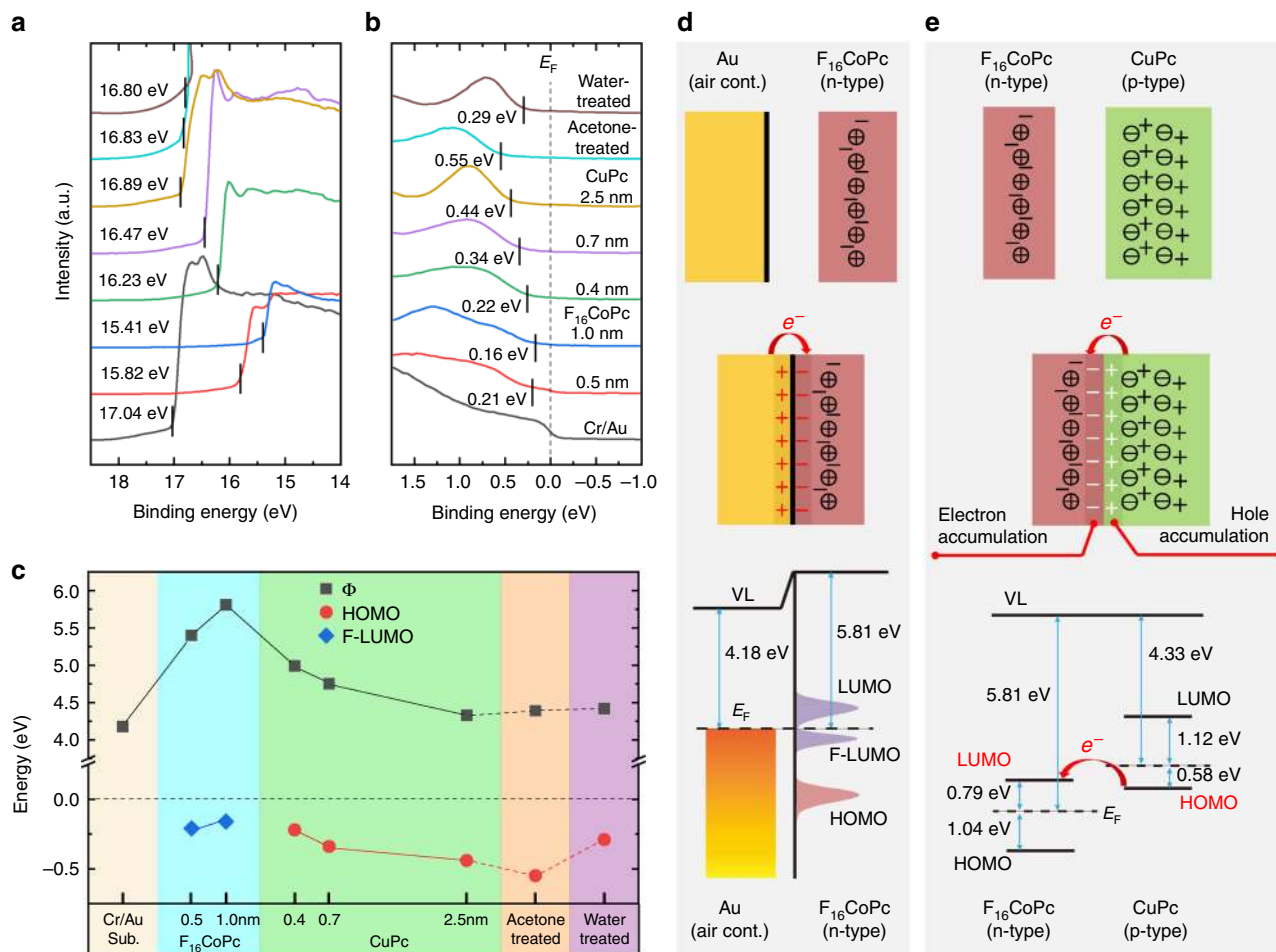 a
16.80 eV
16.83 eV
16.89 eV
16.47 eV
16.23 eV
15.41 eV
15.82 eV
17.04 eV
Intensity (a.u.)
18 17 16 15 14
Binding energy (eV)
b
E_F
Water-
treated
0.29 eV
Acetone-
treated
0.55 eV
CuPc
2.5 nm
0.44 eV
0.7 nm
0.34 eV
0.4 nm
0.22 eV
F₁₆CoPc
1.0 nm
0.16 eV
0.5 nm
0.21 eV
Cr/Au
1.5 1.0 0.5 0.0 −0.5 −1.0
Binding energy (eV)
c
Energy (eV)
6.0
5.5
5.0
4.5
4.0
0.0
−0.5
Φ
HOMO
F-LUMO
Cr/Au
Sub.
0.5 1.0nm
F₁₆CoPc
0.4 0.7 2.5nm
CuPc
Acetone
treated
Water
treated
d
Au
(air cont.)
F₁₆CoPc
(n-type)
e⁻
VL
4.18 eV
5.81 eV
LUMO
E_F
F-LUMO
HOMO
Au
(air cont.)
F₁₆CoPc
(n-type)
e
F₁₆CoPc
(n-type)
CuPc
(p-type)
e⁻
Electron
accumulation
Hole
accumulation
VL
4.33 eV
5.81 eV
LUMO
1.12 eV
e⁻
LUMO
0.58 eV
0.79 eV
HOMO
E_F
1.04 eV
HOMO
F₁₆CoPc
(n-type)
CuPc
(p-type)